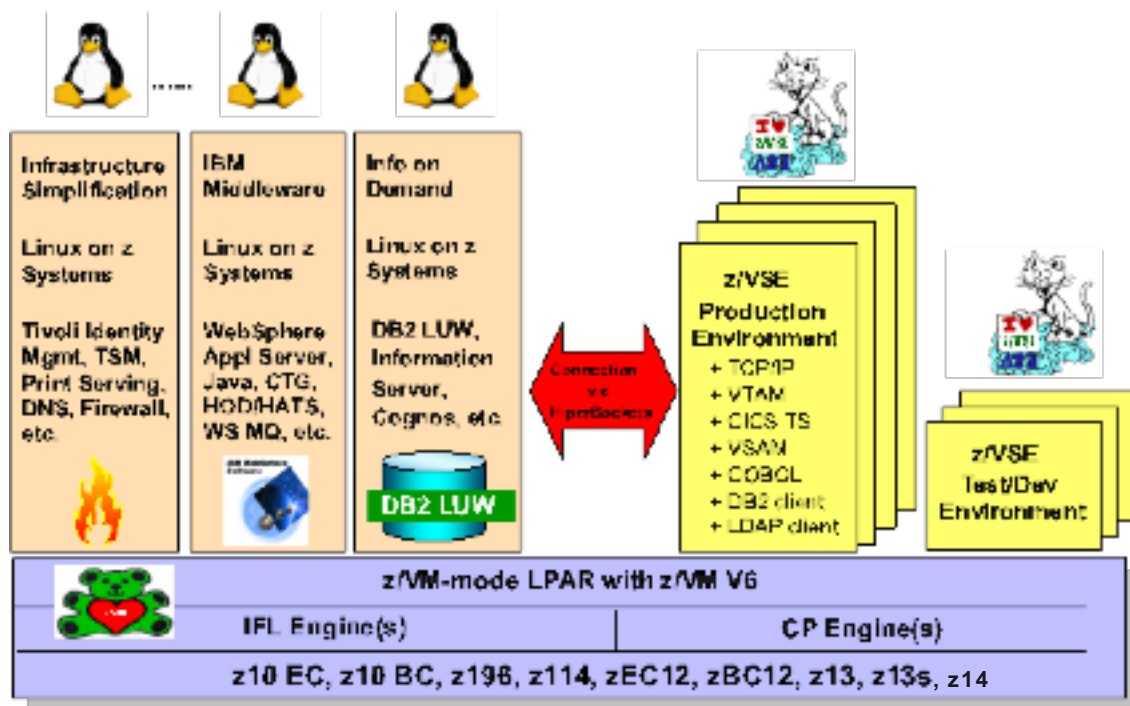 ......
Infrastructure
Simplification
Linux on z
Systems
Tivoli Identity
Mgmt, TSM,
Print Serving,
DNS, Firewall,
etc.
IBM
Middleware
Linux on z
Systems
WebSphere
Appl Server,
Java, CTG,
HOD/HATS,
WS MQ, etc.
Info on
Demand
Linux on z
Systems
DB2 LUW,
Information
Server,
Cognos, etc.
DB2 LUW
Connection
via
HiperSockets
I ♥
z/VSE
z/VSE
Production
Environment
+ TCP/IP
+ VTAM
+ CICS TS
+ VSAM
+ COBOL
+ DB2 client
+ LDAP client
I ♥
z/VSE
Test/Dev
Environment
z/VM-mode LPAR with z/VM V6
IFL Engine(s)
CP Engine(s)
z10 EC, z10 BC, z196, z114, zEC12, zBC12, z13, z13s, z14